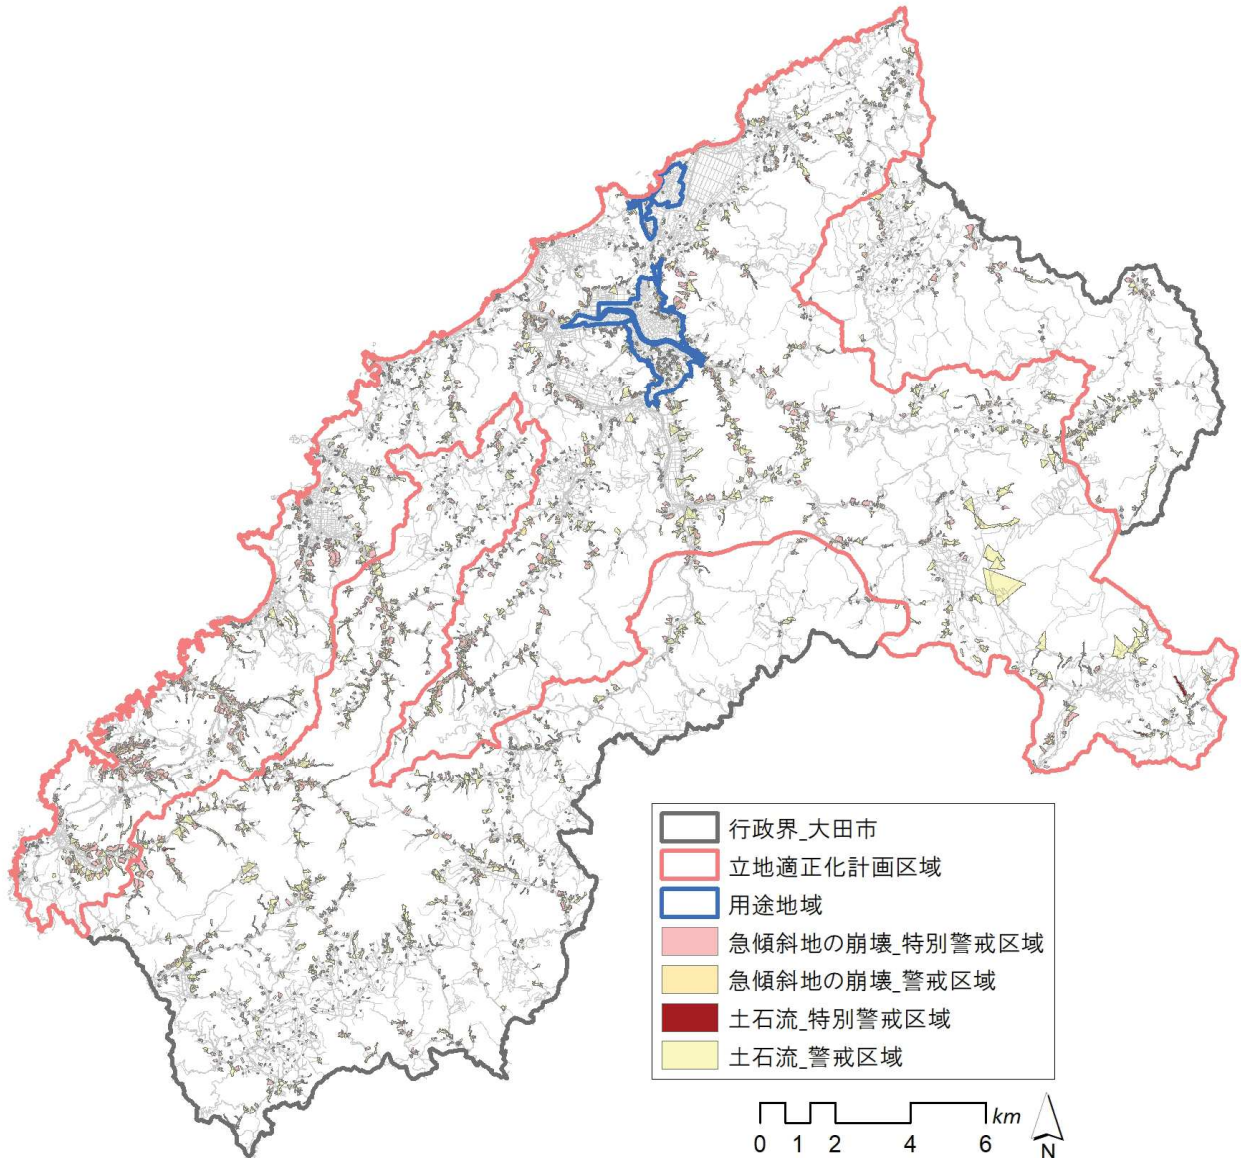 行政界_大田市
立地適正化計画区域
用途地域
急傾斜地の崩壊_特別警戒区域
急傾斜地の崩壊_警戒区域
土石流_特別警戒区域
土石流_警戒区域
km
0 1 2 4 6
N